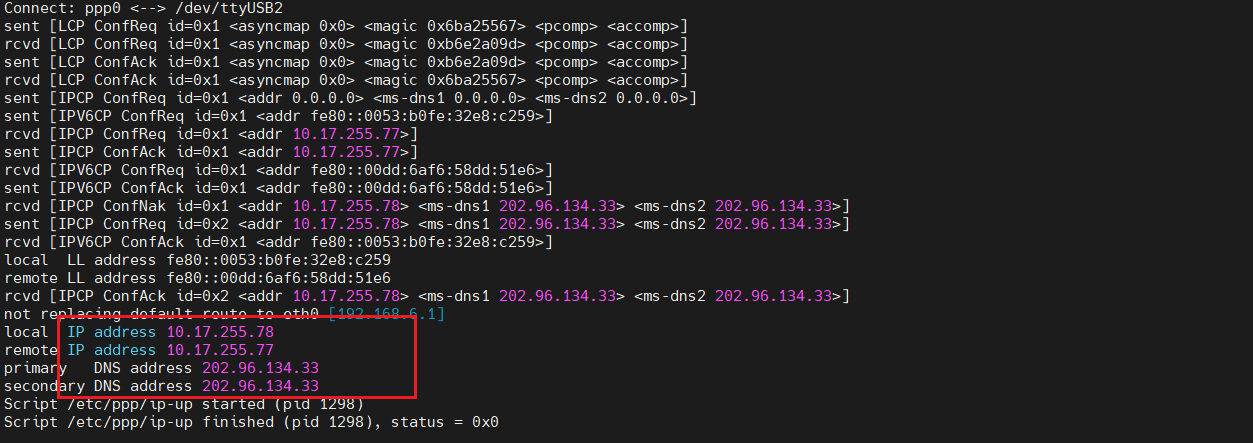 Connect: ppp0 <--> /dev/ttyUSB2
sent [LCP ConfReq id=0x1 <asyncmap 0x0> <magic 0x6ba25567> <pcomp> <accomp>]
rcvd [LCP ConfReq id=0x1 <asyncmap 0x0> <magic 0xb6e2a09d> <pcomp> <accomp>]
sent [LCP ConfAck id=0x1 <asyncmap 0x0> <magic 0xb6e2a09d> <pcomp> <accomp>]
rcvd [LCP ConfAck id=0x1 <asyncmap 0x0> <magic 0x6ba25567> <pcomp> <accomp>]
sent [IPCP ConfReq id=0x1 <addr 0.0.0.0> <ms-dns1 0.0.0.0> <ms-dns2 0.0.0.0>]
sent [IPV6CP ConfReq id=0x1 <addr fe80::0053:b0fe:32e8:c259>]
rcvd [IPCP ConfReq id=0x1 <addr 10.17.255.77>]
sent [IPCP ConfAck id=0x1 <addr 10.17.255.77>]
rcvd [IPV6CP ConfReq id=0x1 <addr fe80::00dd:6af6:58dd:51e6>]
sent [IPV6CP ConfAck id=0x1 <addr fe80::00dd:6af6:58dd:51e6>]
rcvd [IPCP ConfNak id=0x1 <addr 10.17.255.78> <ms-dns1 202.96.134.33> <ms-dns2 202.96.134.33>]
sent [IPCP ConfReq id=0x2 <addr 10.17.255.78> <ms-dns1 202.96.134.33> <ms-dns2 202.96.134.33>]
rcvd [IPV6CP ConfAck id=0x1 <addr fe80::0053:b0fe:32e8:c259>]
local  LL address fe80::0053:b0fe:32e8:c259
remote LL address fe80::00dd:6af6:58dd:51e6
rcvd [IPCP ConfAck id=0x2 <addr 10.17.255.78> <ms-dns1 202.96.134.33> <ms-dns2 202.96.134.33>]
not replacing default route to eth0 [192.168.6.1]
local  IP address 10.17.255.78
remote IP address 10.17.255.77
primary   DNS address 202.96.134.33
secondary DNS address 202.96.134.33
Script /etc/ppp/ip-up started (pid 1298)
Script /etc/ppp/ip-up finished (pid 1298), status = 0x0